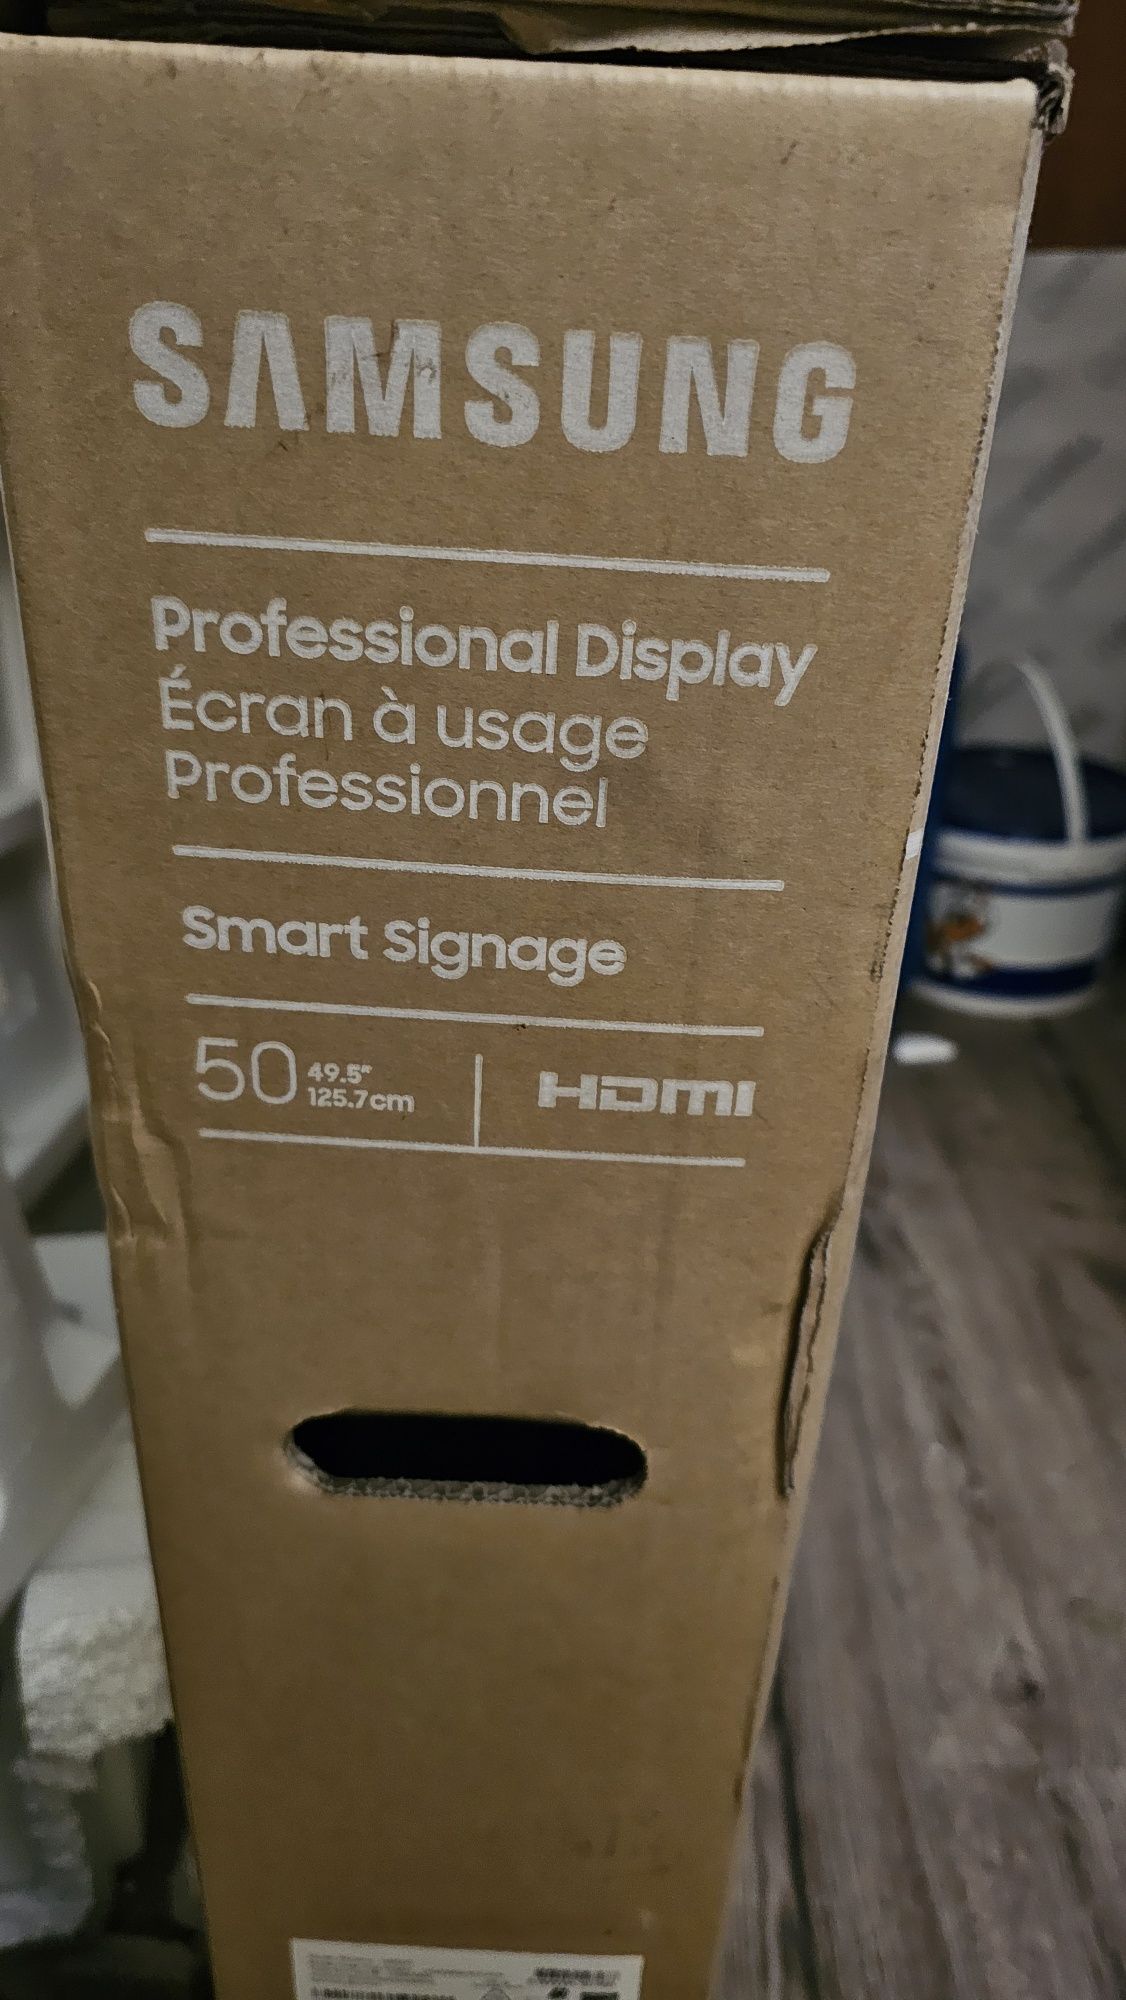 SAMSUNG
Professional Display
Écran à usage
Professionnel
Smart Signage
50 49.5"
125.7cm
HDMI